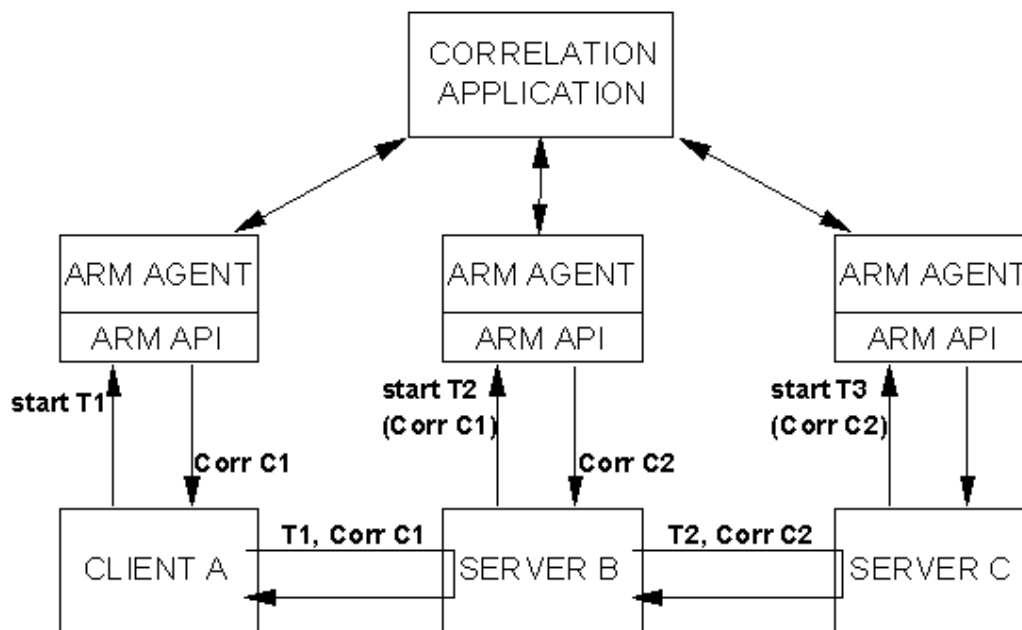 CORRELATION
APPLICATION
ARM AGENT
ARM API
ARM AGENT
ARM API
ARM AGENT
ARM API
start T1
Corr C1
start T2
(Corr C1)
Corr C2
start T3
(Corr C2)
CLIENT A
T1, Corr C1
SERVER B
T2, Corr C2
SERVER C